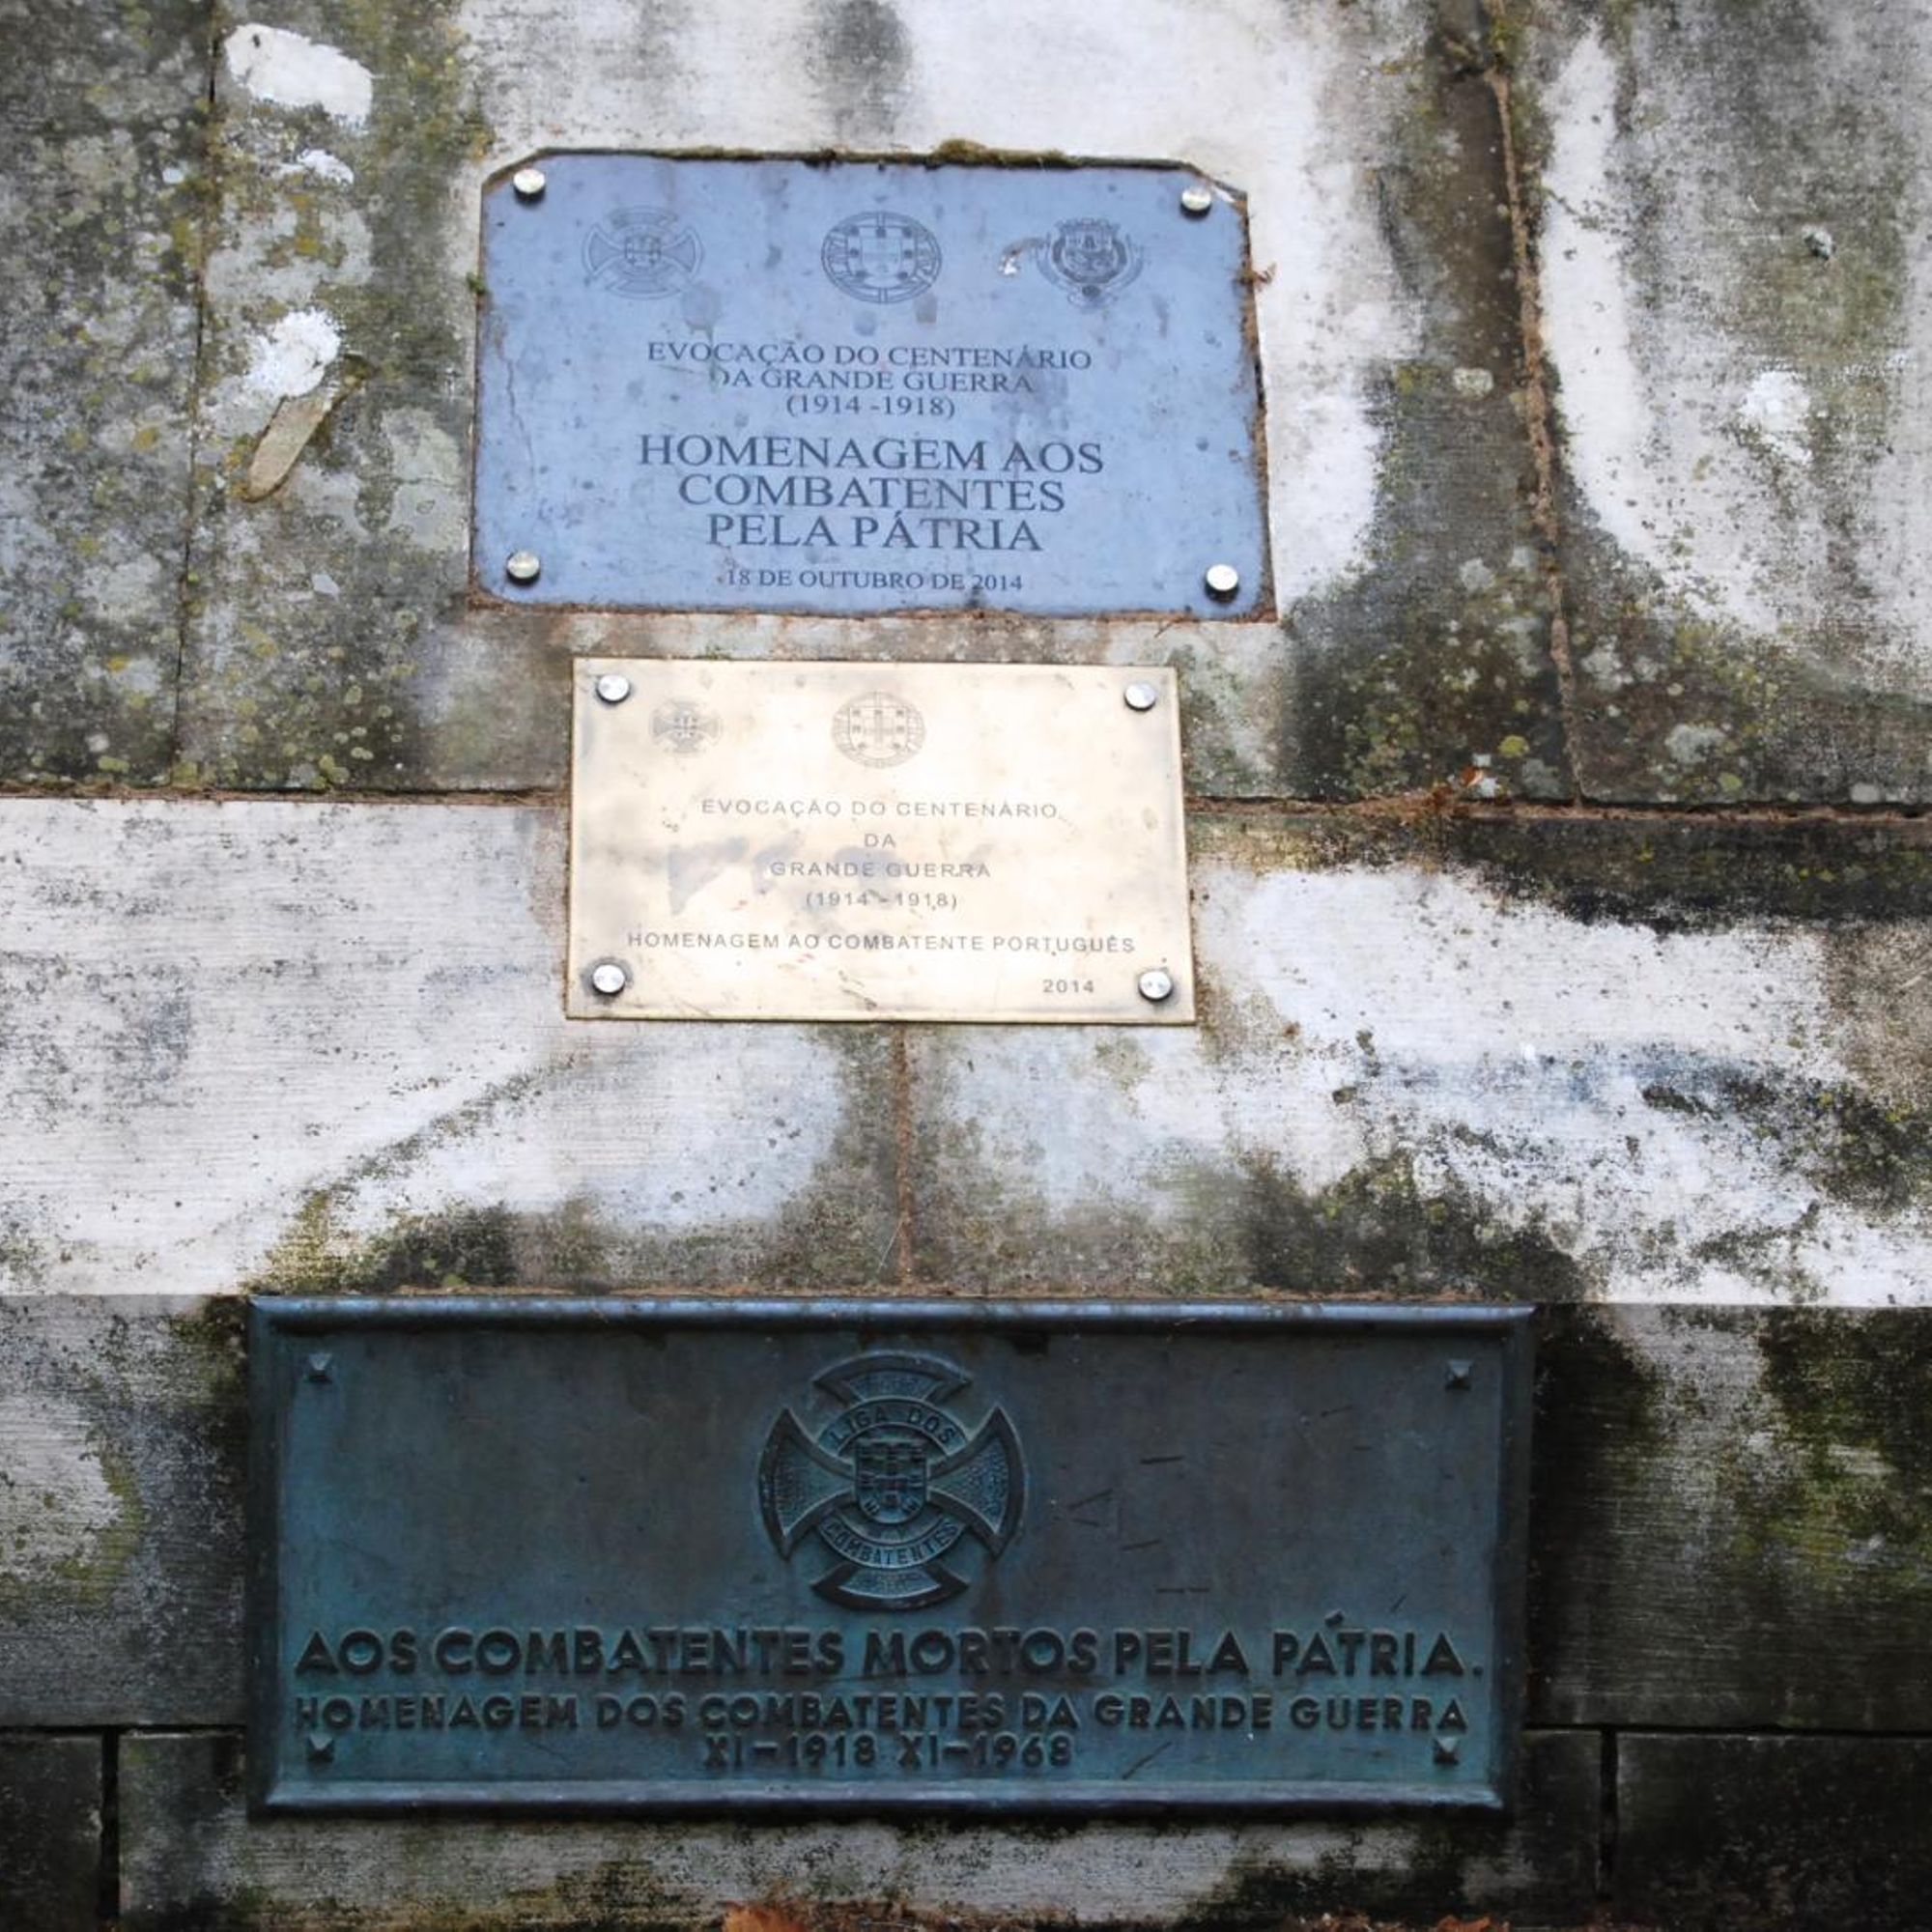 EVOCAÇÃO DO CENTENÁRIO
DA GRANDE GUERRA
(1914 -1918)
HOMENAGEM AOS
COMBATENTES
PELA PÁTRIA
18 DE OUTUBRO DE 2014
EVOCAÇÃO DO CENTENÁRIO
DA
GRANDE GUERRA
(1914 - 1918)
HOMENAGEM AO COMBATENTE PORTUGUÊS
2014
LIGA DOS
COMBATENTES
AOS COMBATENTES MORTOS PELA PÁTRIA.
HOMENAGEM DOS COMBATENTES DA GRANDE GUERRA
XI-1918 XI-1968